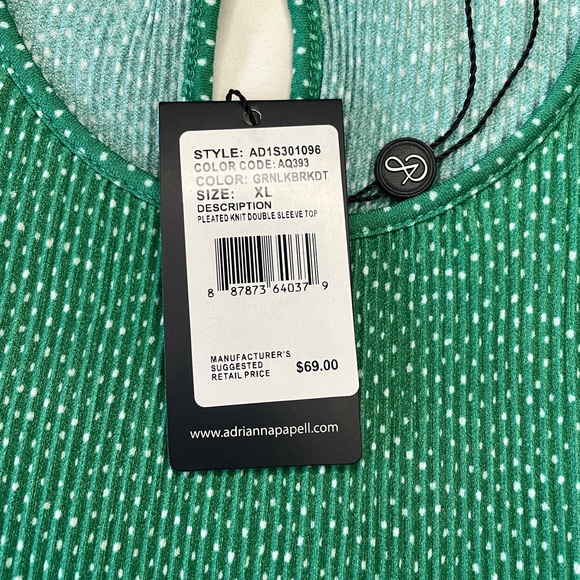 STYLE: AD1S301096
COLOR CODE: AQ393
COLOR: GRNLKBRKDT
SIZE: XL
DESCRIPTION
PLEATED KNIT DOUBLE SLEEVE TOP
8 87873 64037 9
MANUFACTURER'S
SUGGESTED
RETAIL PRICE
$69.00
www.adriannapapell.com